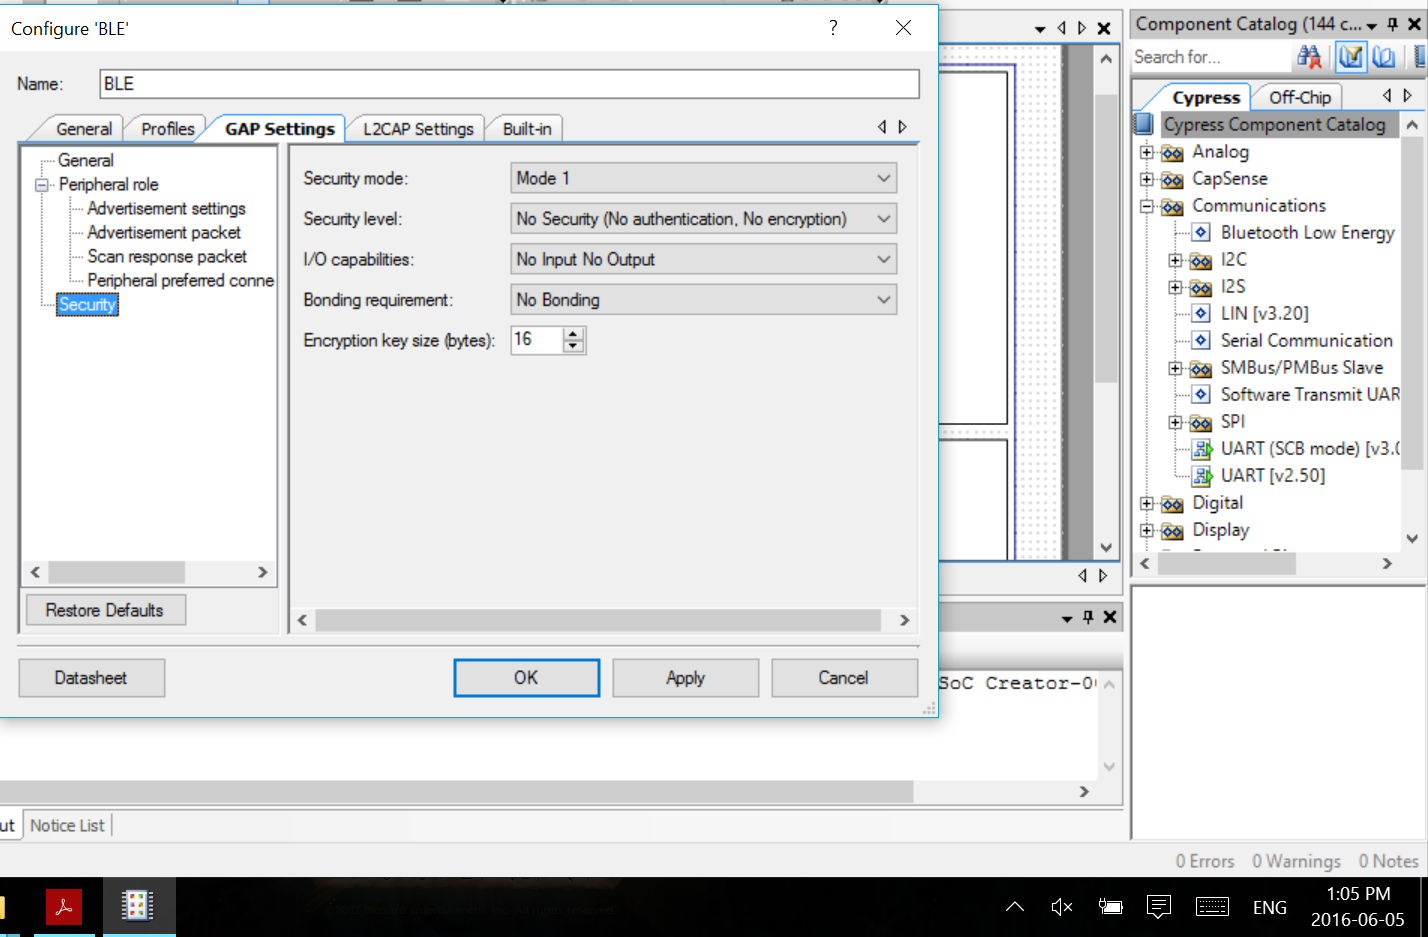 Configure 'BLE'
?
Name:
BLE
General
Profiles
GAP Settings
L2CAP Settings
Built-in
General
Peripheral role
Advertisement settings
Advertisement packet
Scan response packet
Peripheral preferred conne
Security
Restore Defaults
Security mode:
Mode 1
Security level:
No Security (No authentication, No encryption)
I/O capabilities:
No Input No Output
Bonding requirement:
No Bonding
Encryption key size (bytes):
16
Datasheet
OK
Apply
Cancel
Component Catalog (144 c...
Search for...
Cypress
Off-Chip
Cypress Component Catalog
Analog
CapSense
Communications
Bluetooth Low Energy
I2C
I2S
LIN [v3.20]
Serial Communication
SMBus/PMBus Slave
Software Transmit UAR
SPI
UART (SCB mode) [v3.0
UART [v2.50]
Digital
Display
SoC Creator-0
ut
Notice List
0 Errors
0 Warnings
0 Notes
ENG
1:05 PM
2016-06-05